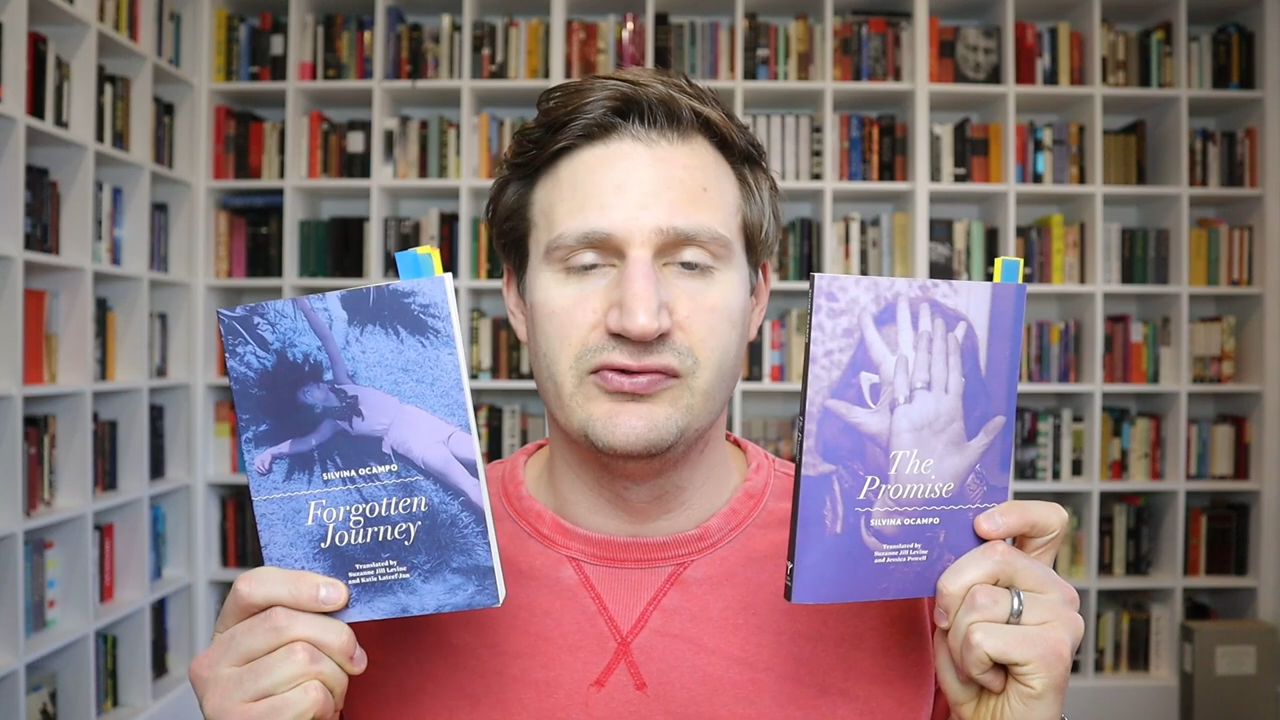 SILVINA OCAMPO
Forgotten
Journey
Translated by
Suzanne Jill Levine
and Katie Lateef-Jan
The
Promise
SILVINA OCAMPO
Translated by
Suzanne Jill Levine
and Jessica Powell